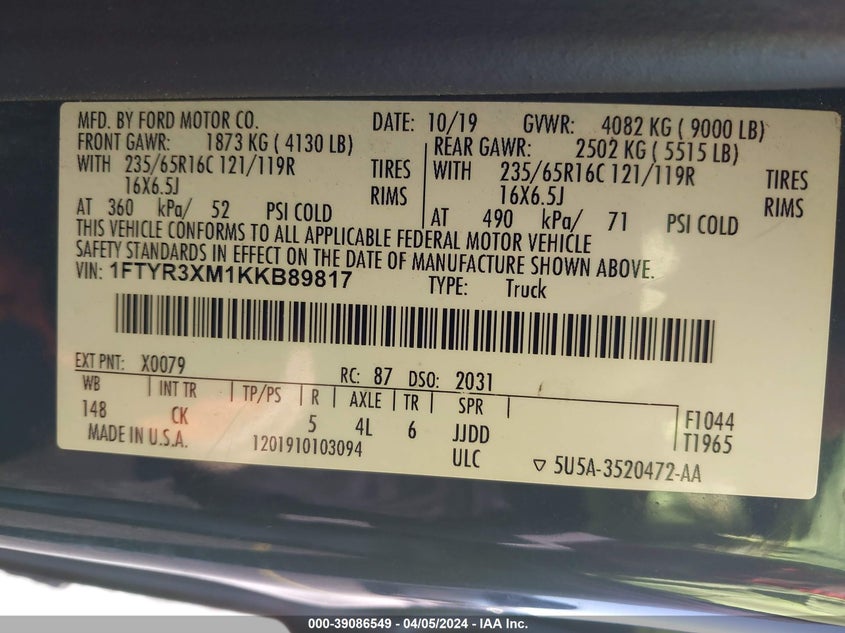 MFD. BY FORD MOTOR CO. DATE: 10/19 GVWR: 4082 KG ( 9000 LB)
FRONT GAWR: 1873 KG ( 4130 LB) REAR GAWR: 2502 KG ( 5515 LB)
WITH 235/65R16C 121/119R TIRES WITH 235/65R16C 121/119R TIRES
16X6.5J RIMS 16X6.5J RIMS
AT 360 kPa/ 52 PSI COLD AT 490 kPa/ 71 PSI COLD
THIS VEHICLE CONFORMS TO ALL APPLICABLE FEDERAL MOTOR VEHICLE
SAFETY STANDARDS IN EFFECT ON THE DATE OF MANUFACTURE SHOWN ABOVE.
VIN: 1FTYR3XM1KKB89817 TYPE: Truck
EXT PNT: X0079 RC: 87 DSO: 2031
WB INT TR TP/PS R AXLE TR SPR
148 CK 5 4L 6 JJDD F1044
MADE IN U.S.A. 1201910103094 ULC T1965
▽ 5U5A-3520472-AA
000-39086549 - 04/05/2024 - IAA Inc.